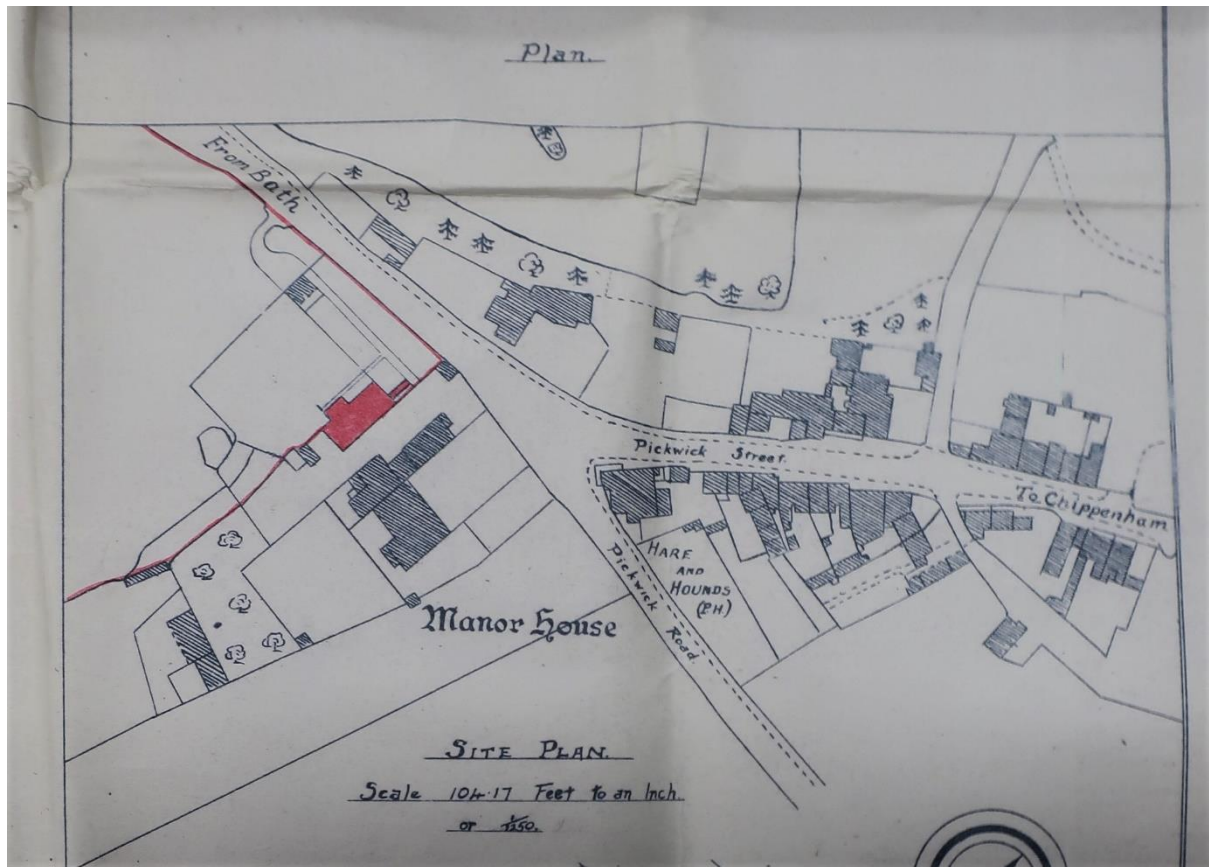 Plan.
From Bath
Pickwick Street.
To Chippenham
HARE
AND
HOUNDS
(PH)
Pickwick Road.
Manor House
SITE PLAN.
Scale 104.17 Feet to an Inch.
or 1/1250.